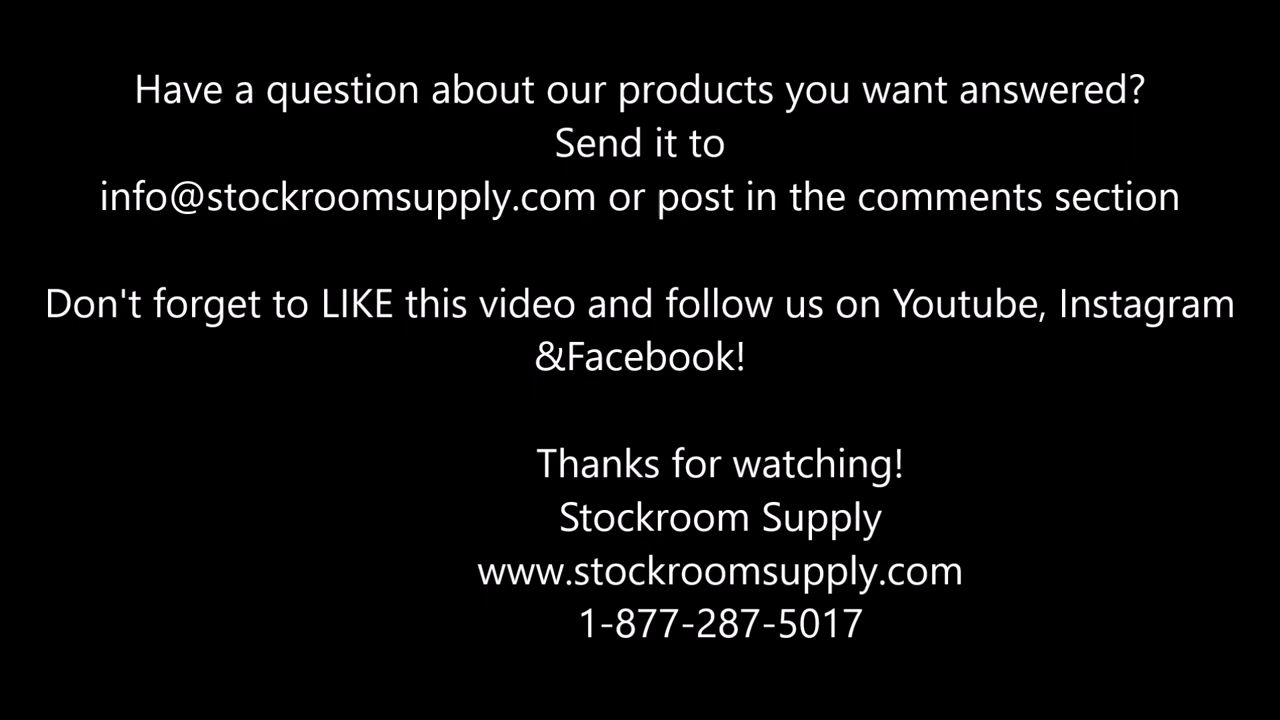 Have a question about our products you want answered?
Send it to
info@stockroomsupply.com or post in the comments section
Don't forget to LIKE this video and follow us on Youtube, Instagram
&Facebook!
Thanks for watching!
Stockroom Supply
www.stockroomsupply.com
1-877-287-5017